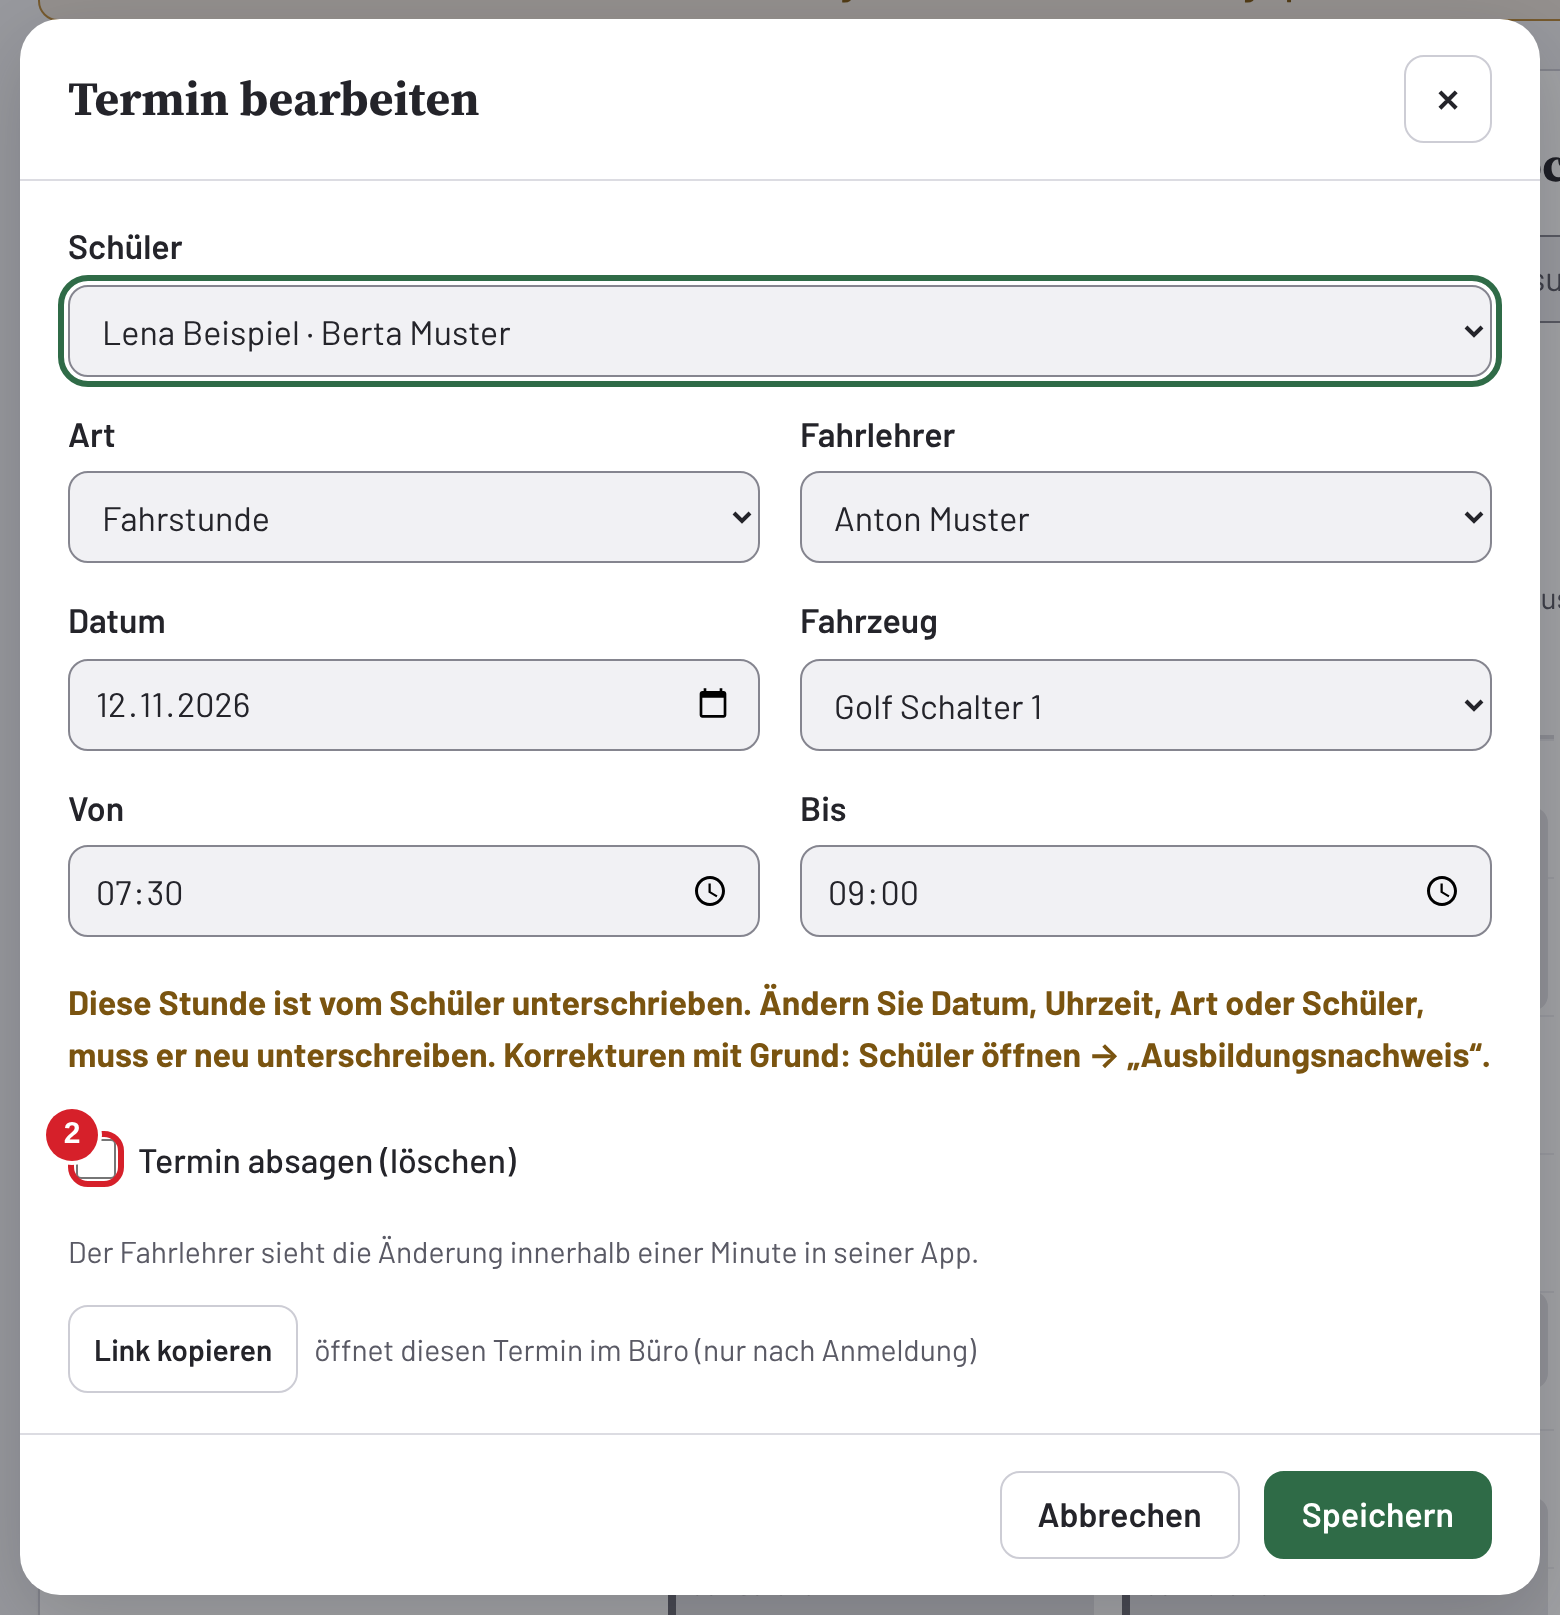 Termin bearbeiten
×
Schüler
Lena Beispiel · Berta Muster
Art
Fahrlehrer
Fahrstunde
Anton Muster
Datum
Fahrzeug
12.11.2026
Golf Schalter 1
Von
Bis
07:30
09:00
Diese Stunde ist vom Schüler unterschrieben. Ändern Sie Datum, Uhrzeit, Art oder Schüler,
muss er neu unterschreiben. Korrekturen mit Grund: Schüler öffnen → „Ausbildungsnachweis“.
2
Termin absagen (löschen)
Der Fahrlehrer sieht die Änderung innerhalb einer Minute in seiner App.
Link kopieren öffnet diesen Termin im Büro (nur nach Anmeldung)
Abbrechen
Speichern